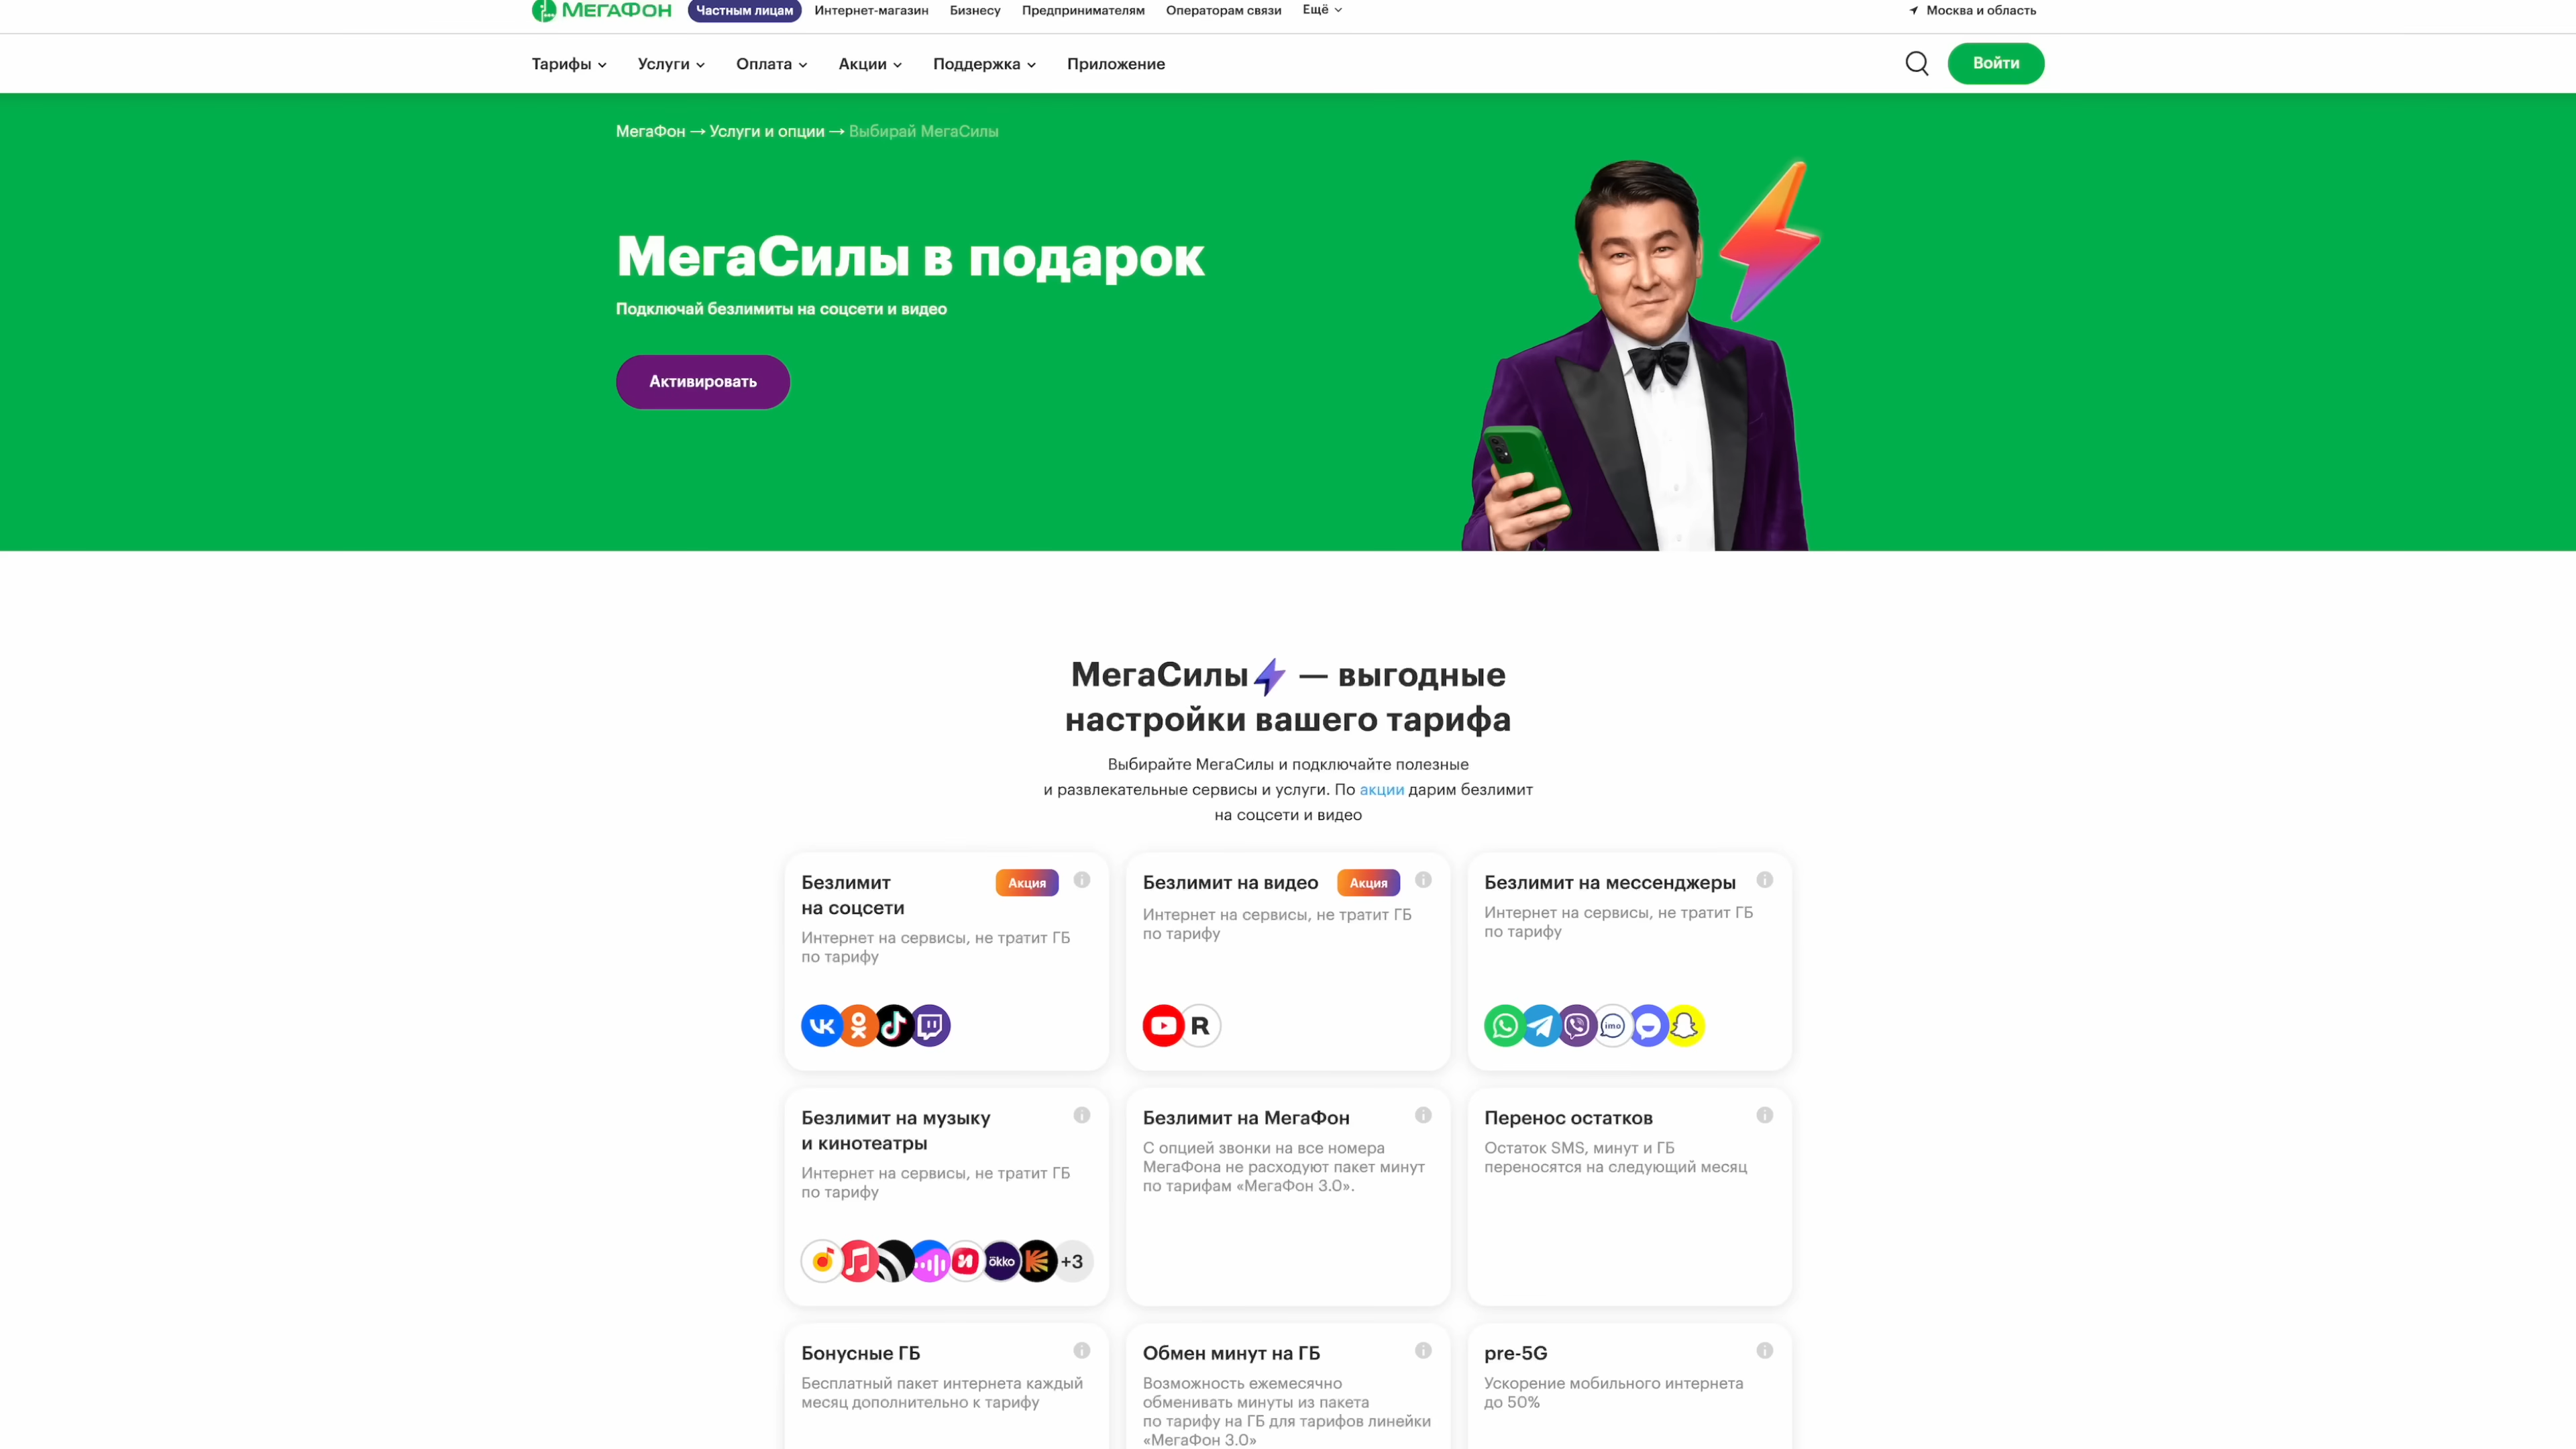 МЕГАФОН Частным лицам Интернет-магазин Бизнесу Предпринимателям Операторам связи Ещё Москва и область
Тарифы Услуги Оплата Акции Поддержка Приложение Войти
МегаФон → Услуги и опции → Выбирай МегаСилы
МегаСилы в подарок
Подключай безлимиты на соцсети и видео
Активировать
МегаСилы — выгодные
настройки вашего тарифа
Выбирайте МегаСилы и подключайте полезные
и развлекательные сервисы и услуги. По акции дарим безлимит
на соцсети и видео
Безлимит
на соцсети
Акция
Интернет на сервисы, не тратит ГБ
по тарифу
Безлимит на видео
Акция
Интернет на сервисы, не тратит ГБ
по тарифу
R
Безлимит на мессенджеры
Интернет на сервисы, не тратит ГБ
по тарифу
imo
Безлимит на музыку
и кинотеатры
Интернет на сервисы, не тратит ГБ
по тарифу
okko +3
Безлимит на МегаФон
С опцией звонки на все номера
МегаФона не расходуют пакет минут
по тарифам «МегаФон 3.0».
Перенос остатков
Остаток SMS, минут и ГБ
переносятся на следующий месяц
Бонусные ГБ
Бесплатный пакет интернета каждый
месяц дополнительно к тарифу
Обмен минут на ГБ
Возможность ежемесячно
обменивать минуты из пакета
по тарифу на ГБ для тарифов линейки
«МегаФон 3.0»
pre-5G
Ускорение мобильного интернета
до 50%